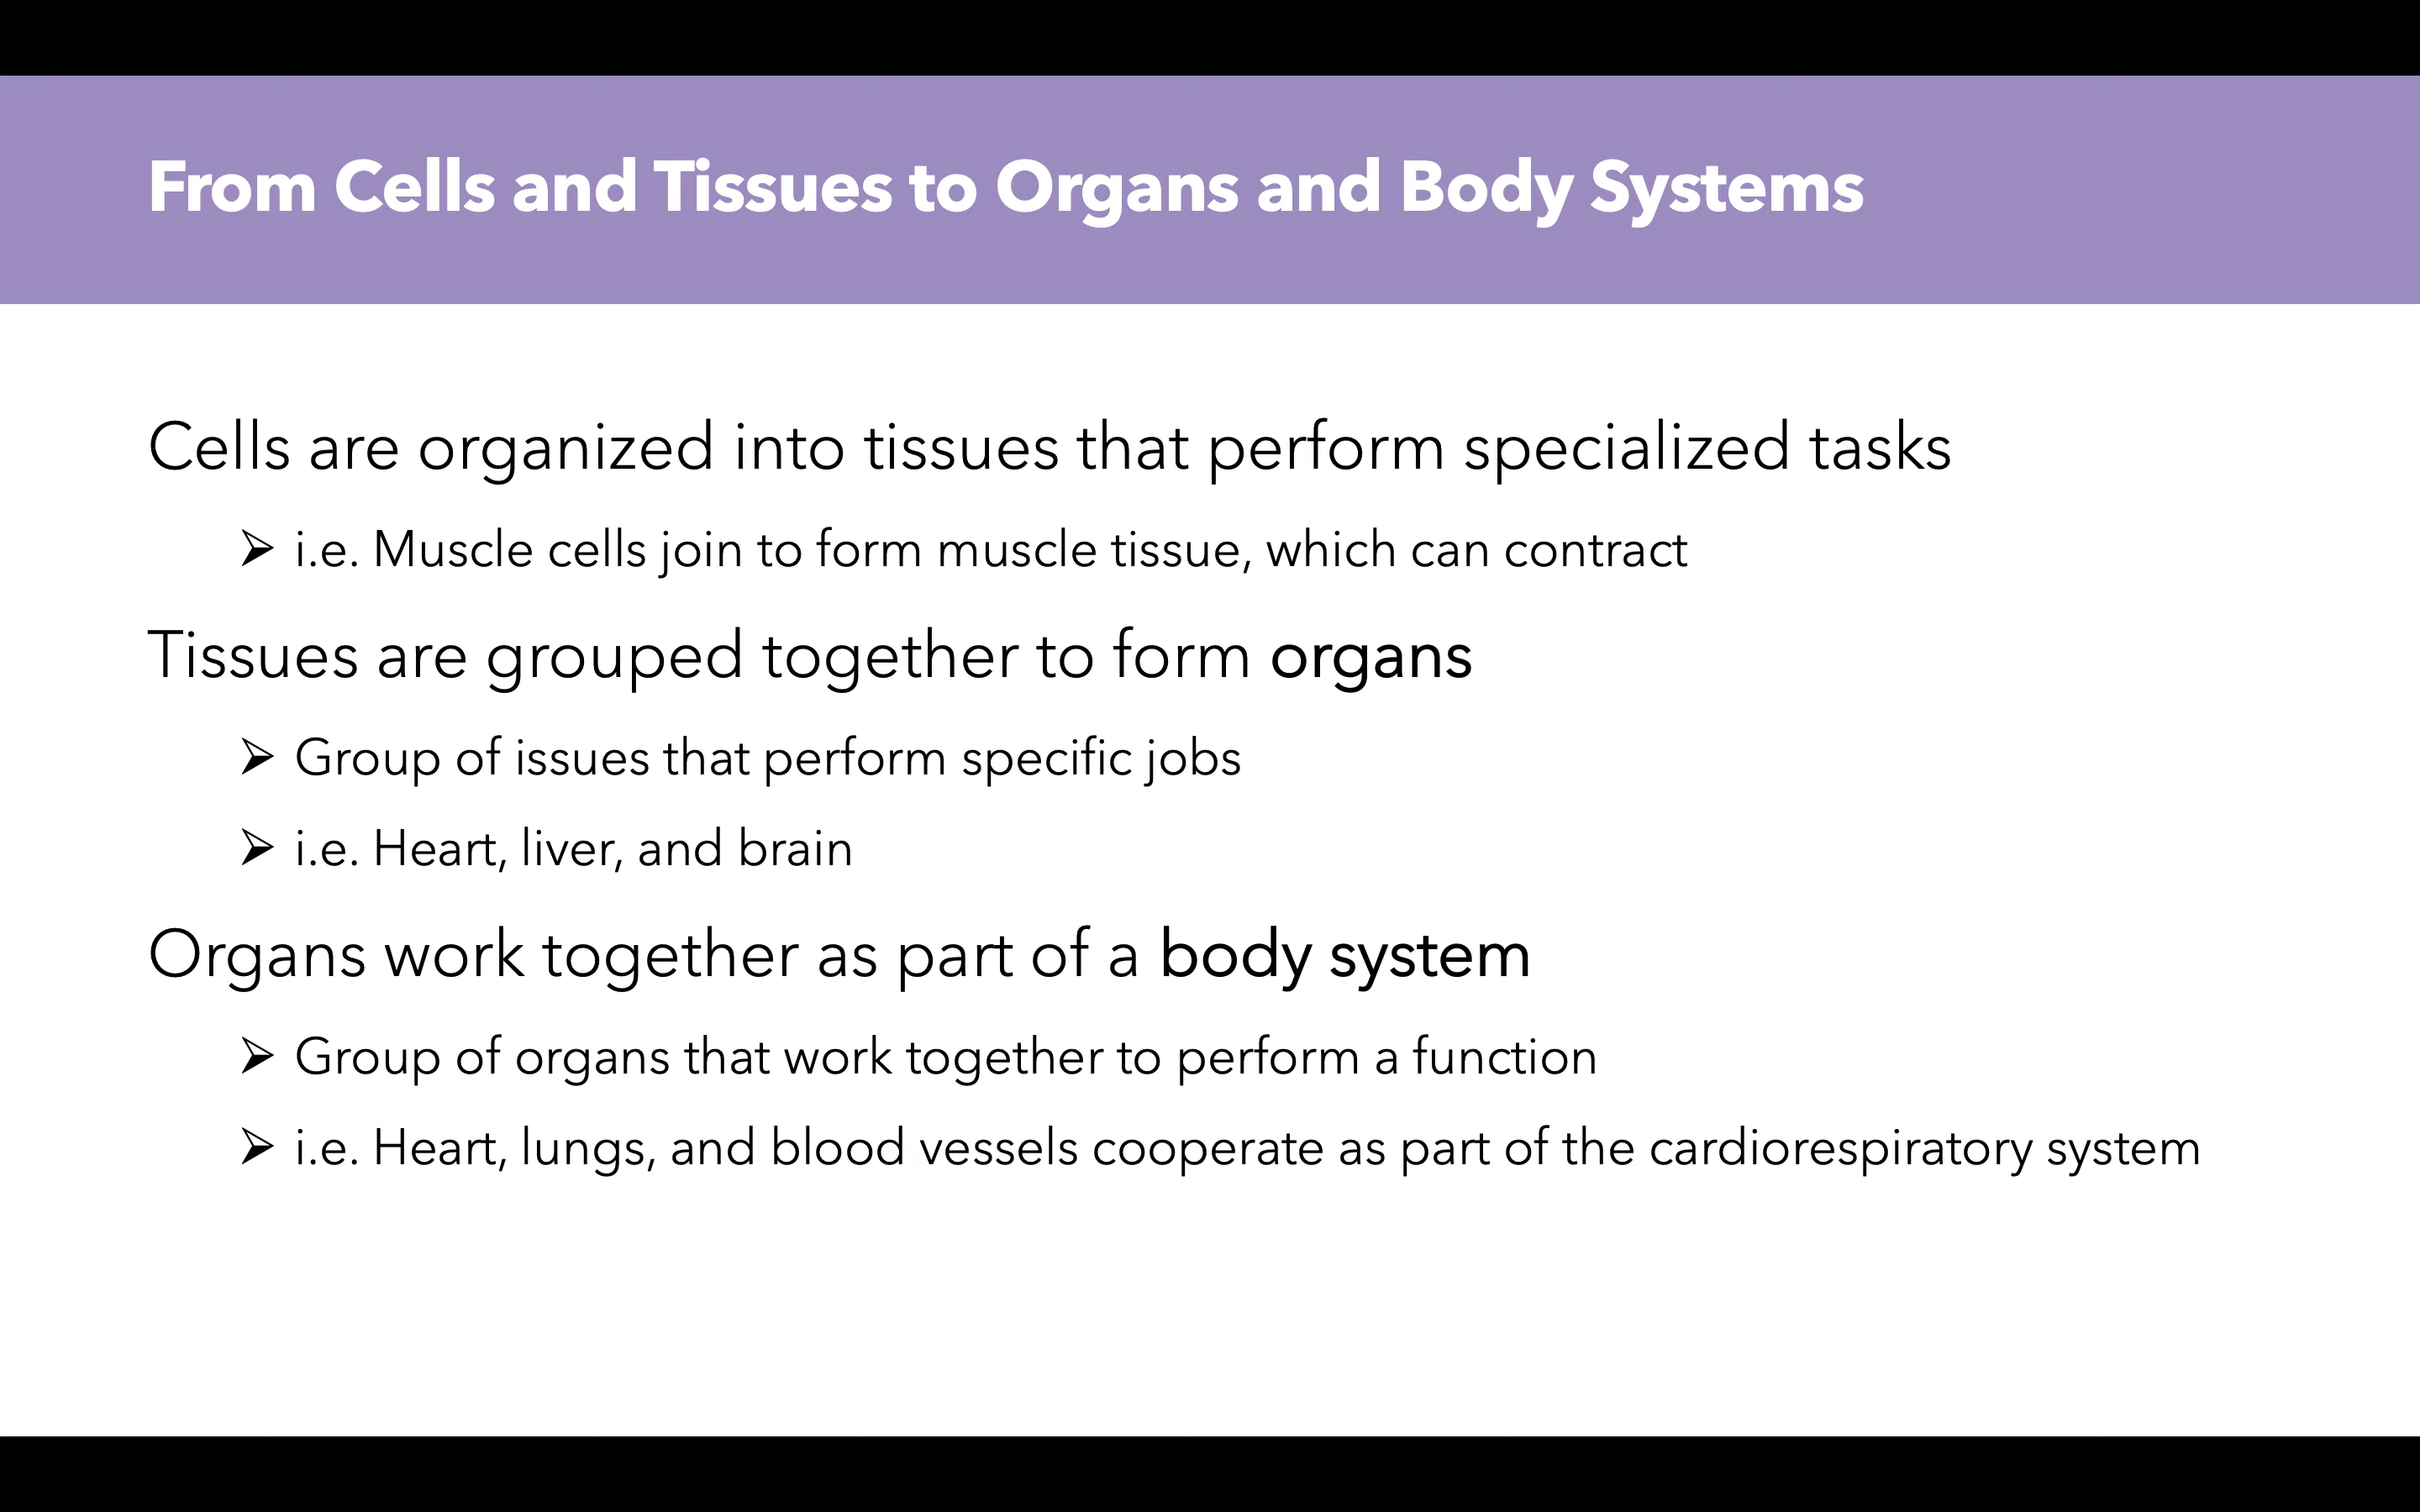 From Cells and Tissues to Organs and Body Systems
Cells are organized into tissues that perform specialized tasks
➢ i.e. Muscle cells join to form muscle tissue, which can contract
Tissues are grouped together to form organs
➢ Group of issues that perform specific jobs
➢ i.e. Heart, liver, and brain
Organs work together as part of a body system
➢ Group of organs that work together to perform a function
➢ i.e. Heart, lungs, and blood vessels cooperate as part of the cardiorespiratory system